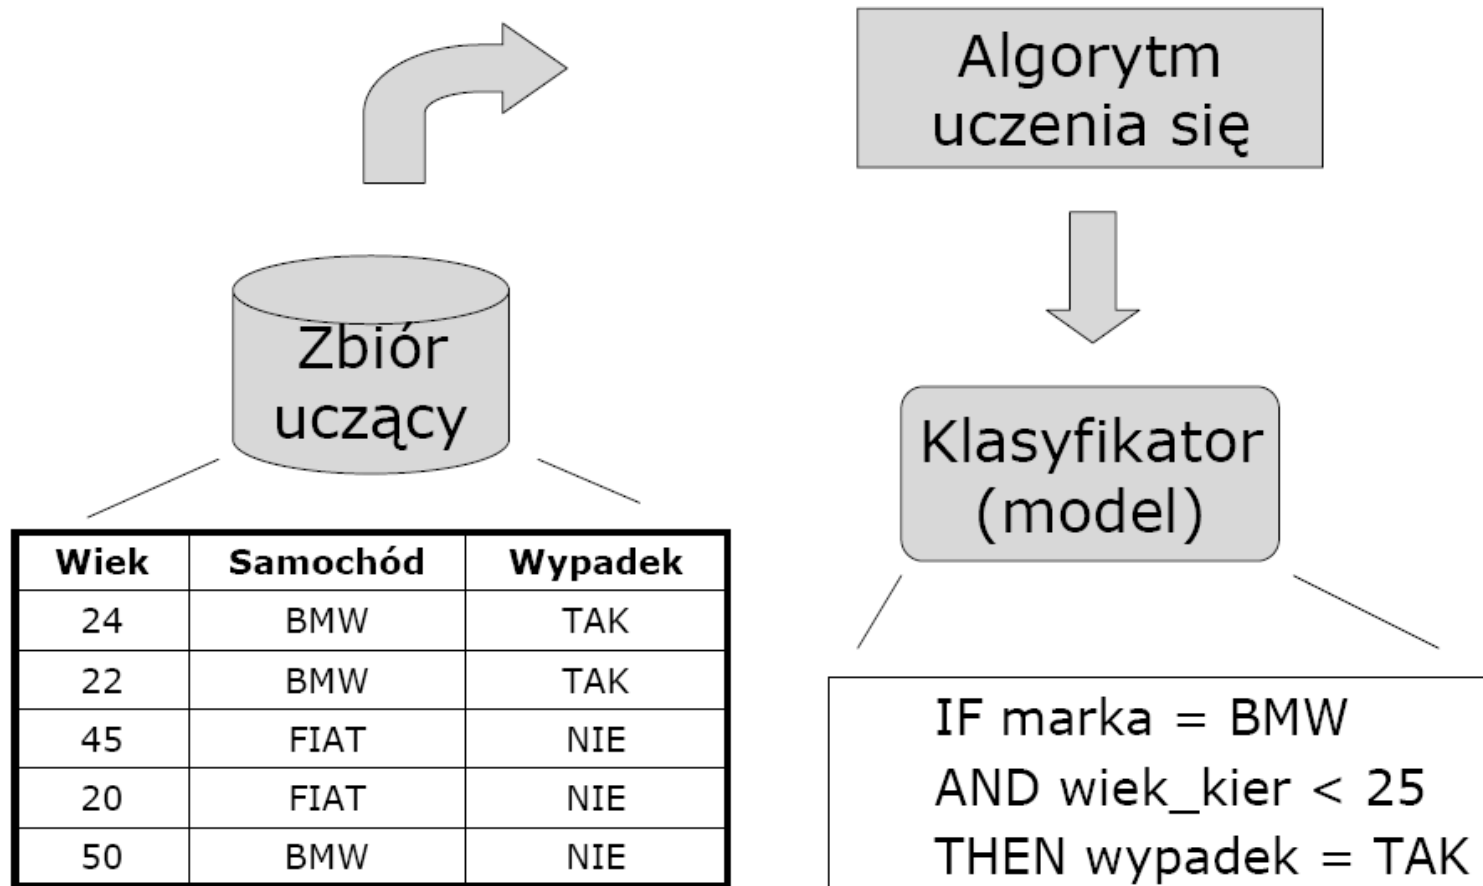 Algorytm
uczenia się
Zbiór
uczący
Klasyfikator
(model)
Wiek Samochód Wypadek
24 BMW TAK
22 BMW TAK
45 FIAT NIE
20 FIAT NIE
50 BMW NIE
IF marka = BMW
AND wiek_kier < 25
THEN wypadek = TAK